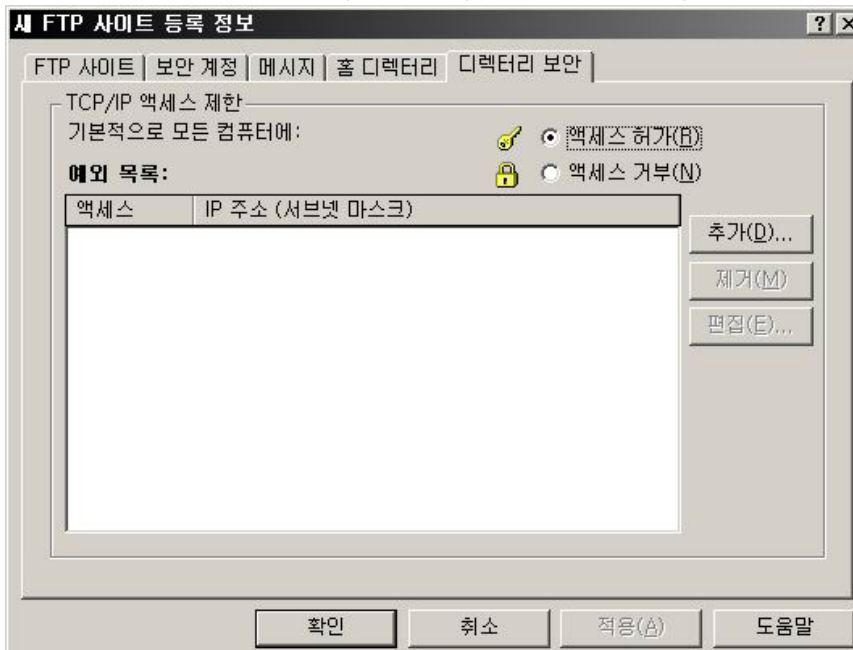 새 FTP 사이트 등록 정보
FTP 사이트 보안 계정 메시지 홈 디렉터리 디렉터리 보안
TCP/IP 액세스 제한
기본적으로 모든 컴퓨터에:
액세스 허가(R)
예외 목록:
액세스 거부(N)
액세스 IP 주소 (서브넷 마스크)
추가(D)...
제거(M)
편집(E)...
확인 취소 적용(A) 도움말